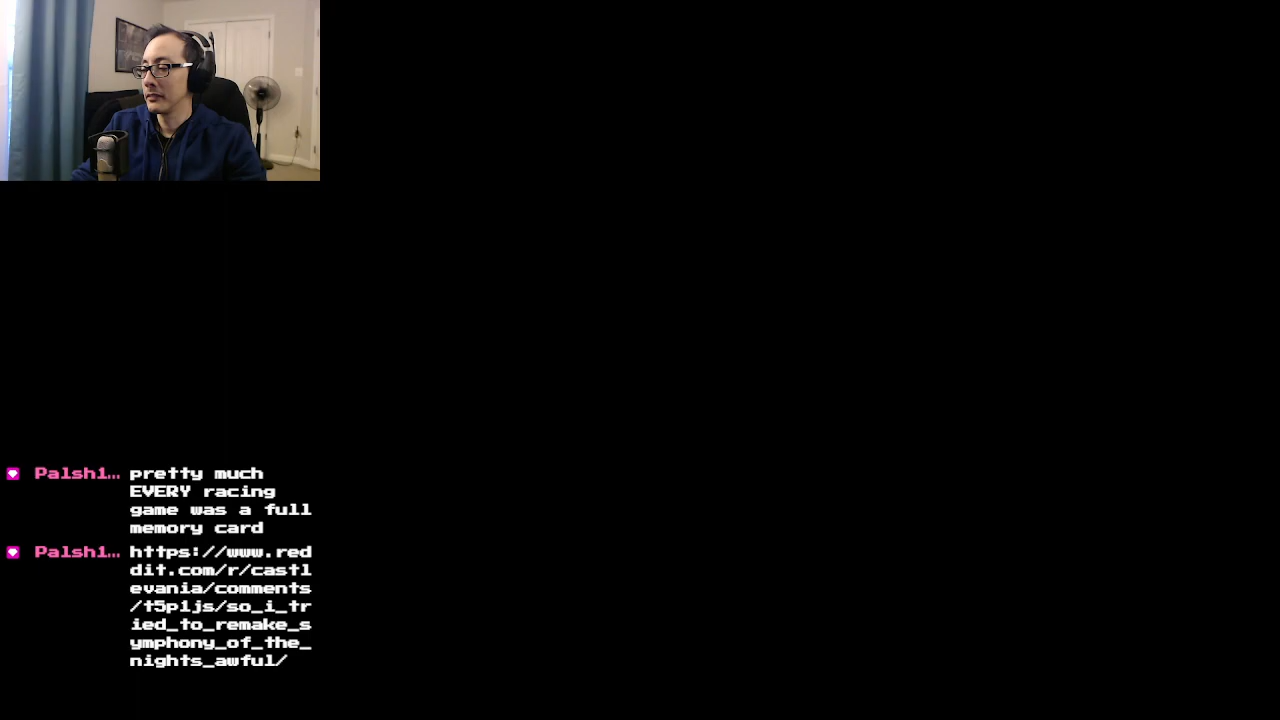 Palsh1... pretty much
EVERY racing
game was a full
memory card
Palsh1... https://www.red
dit.com/r/castl
evania/comments
/t5p1js/so_i_tr
ied_to_remake_s
ymphony_of_the_
nights_awful/